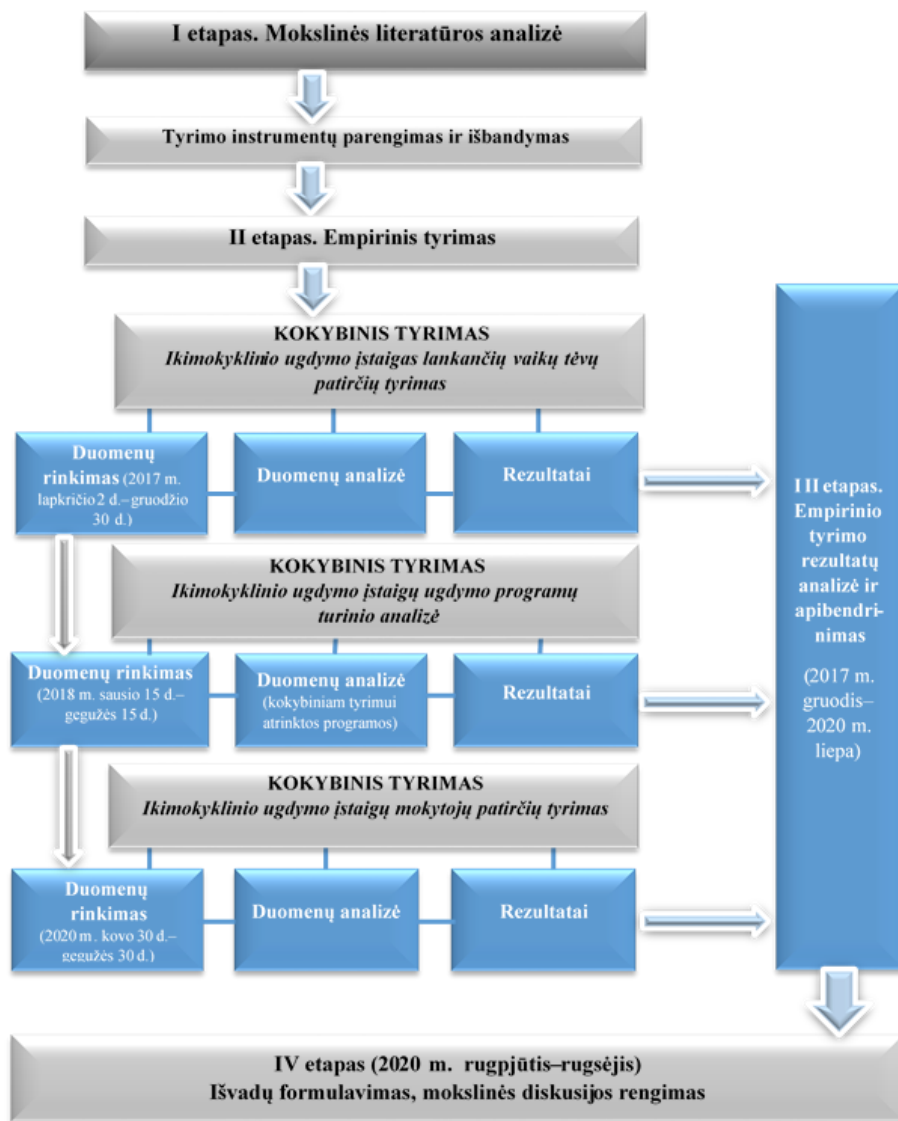 I etapas. Mokslinės literatūros analizė
Tyrimo instrumentų parengimas ir išbandymas
II etapas. Empirinis tyrimas
KOKYBINIS TYRIMAS
Ikimokyklinio ugdymo įstaigas lankančių vaikų tėvų
patirčių tyrimas
Duomenų
rinkimas (2017 m.
lapkričio 2 d.–gruodžio
30 d.)
Duomenų analizė
Rezultatai
KOKYBINIS TYRIMAS
Ikimokyklinio ugdymo įstaigų ugdymo programų
turinio analizė
Duomenų rinkimas
(2018 m. sausio 15 d.–
gegužės 15 d.)
Duomenų analizė
(kokybiniam tyrimui
atrinktos programos)
Rezultatai
KOKYBINIS TYRIMAS
Ikimokyklinio ugdymo įstaigų mokytojų patirčių tyrimas
Duomenų
rinkimas
(2020 m. kovo 30 d.–
gegužės 30 d.)
Duomenų analizė
Rezultatai
III etapas.
Empirinio
tyrimo
rezultatų
analizė ir
apibendri-
nimas
(2017 m.
gruodis–
2020 m.
liepa)
IV etapas (2020 m. rugpjūtis–rugsėjis)
Išvadų formulavimas, mokslinės diskusijos rengimas